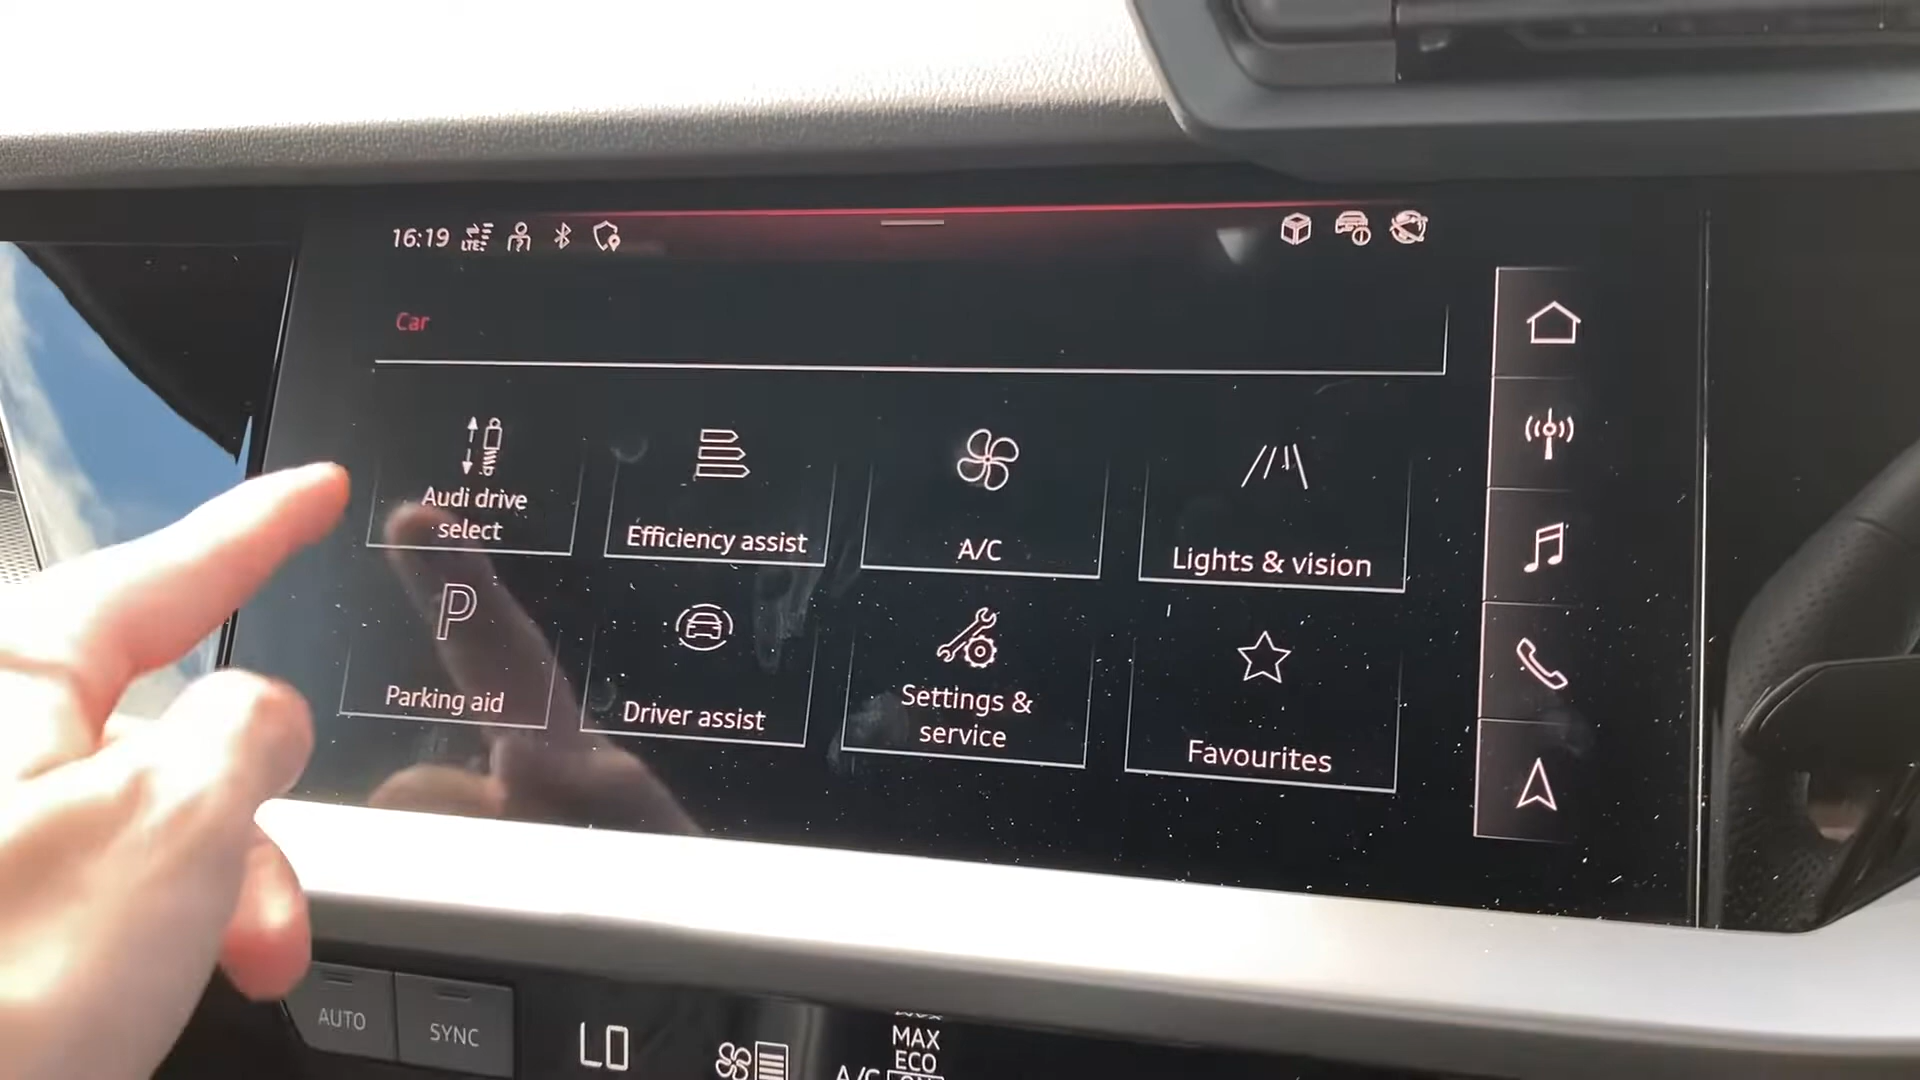 16:19 LTE
Car
Audi drive
select
Efficiency assist
A/C
Lights & vision
P
Parking aid
Driver assist
Settings &
service
Favourites
AUTO
SYNC
LO
MAX
ECO
A/C